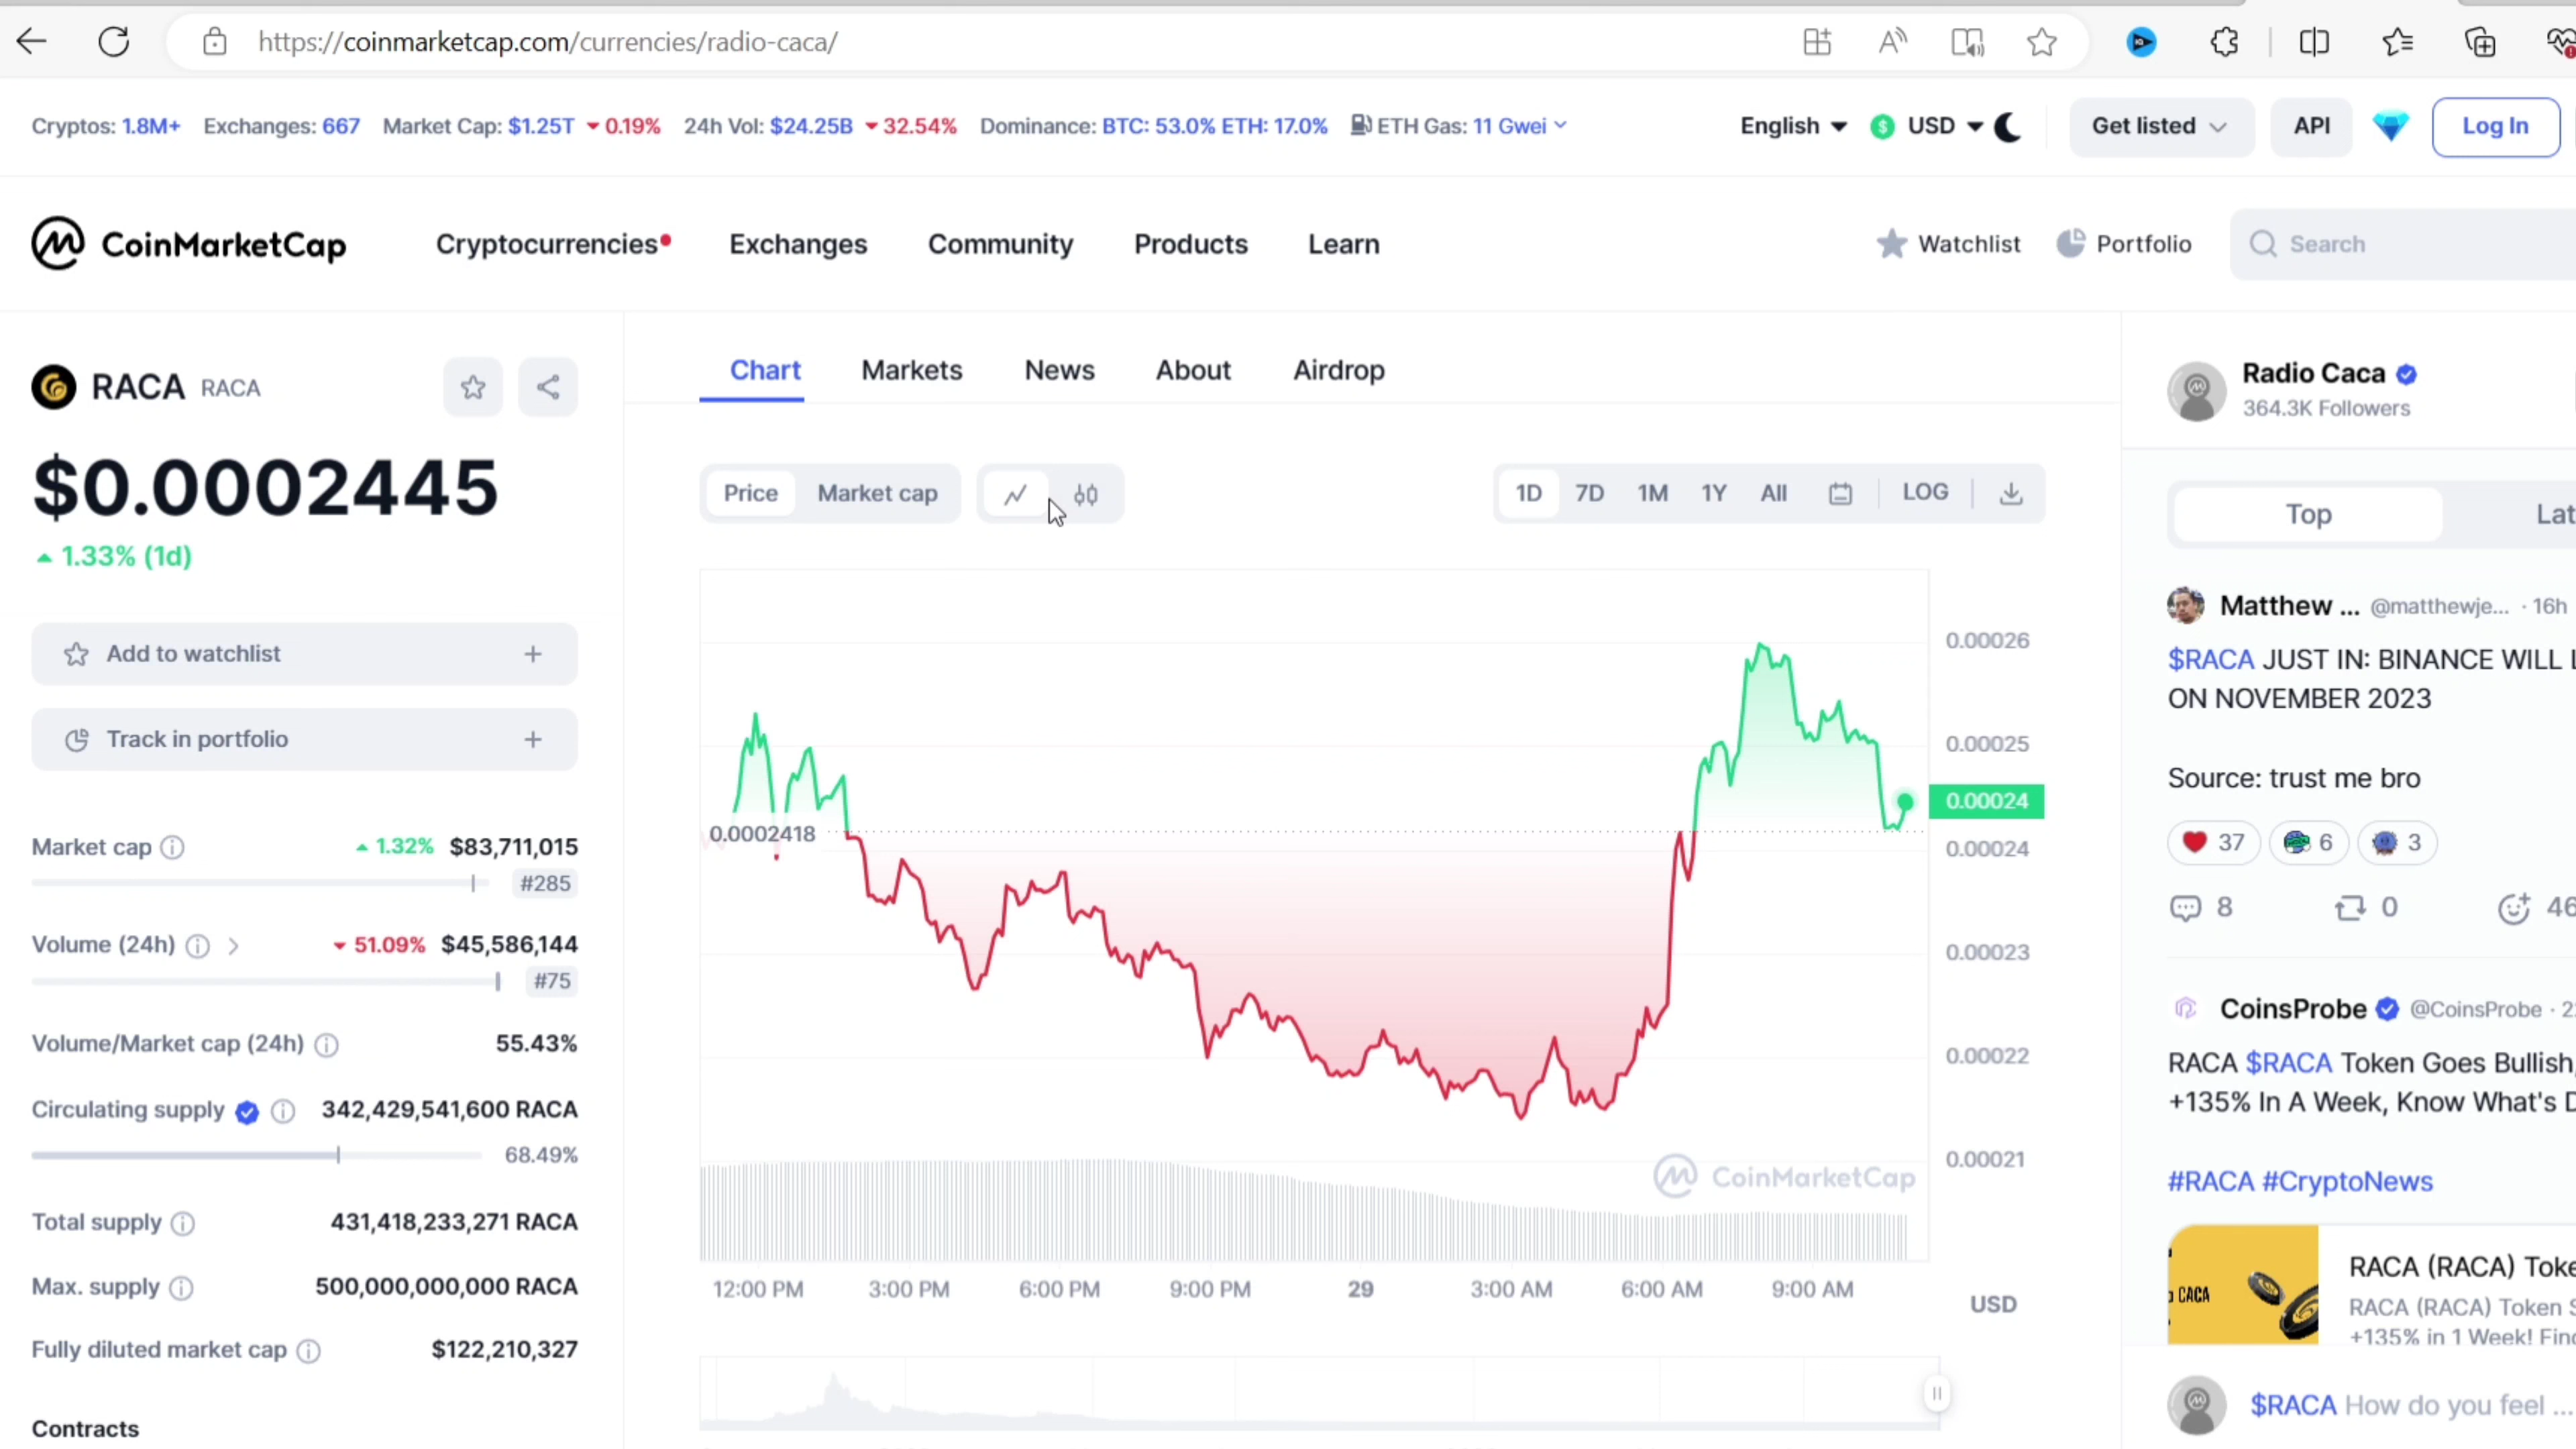 https://coinmarketcap.com/currencies/radio-caca/
Cryptos: 1.8M+ Exchanges: 667 Market Cap: $1.25T 0.19% 24h Vol: $24.25B 32.54% Dominance: BTC: 53.0% ETH: 17.0% ETH Gas: 11 Gwei English USD Get listed API Log In
CoinMarketCap Cryptocurrencies Exchanges Community Products Learn Watchlist Portfolio Search
RACA RACA
$0.0002445
1.33% (1d)
Add to watchlist +
Track in portfolio +
Market cap 1.32% $83,711,015
#285
Volume (24h) 51.09% $45,586,144
#75
Volume/Market cap (24h) 55.43%
Circulating supply 342,429,541,600 RACA
68.49%
Total supply 431,418,233,271 RACA
Max. supply 500,000,000,000 RACA
Fully diluted market cap $122,210,327
Contracts
Chart Markets News About Airdrop
Price Market cap 1D 7D 1M 1Y All LOG
0.00026
0.00025
0.00024
0.0002418
0.00024
0.00023
0.00022
0.00021
CoinMarketCap
12:00 PM 3:00 PM 6:00 PM 9:00 PM 29 3:00 AM 6:00 AM 9:00 AM
USD
Radio Caca
364.3K Followers
Top Lat
Matthew ... @matthewje... · 16h
$RACA JUST IN: BINANCE WILL
ON NOVEMBER 2023
Source: trust me bro
37 6 3
8 0 46
CoinsProbe @CoinsProbe · 2
RACA $RACA Token Goes Bullish,
+135% In A Week, Know What's
#RACA #CryptoNews
CACA
RACA (RACA) Toke
RACA (RACA) Token S
+135% in 1 Week! Find
$RACA How do you feel ...